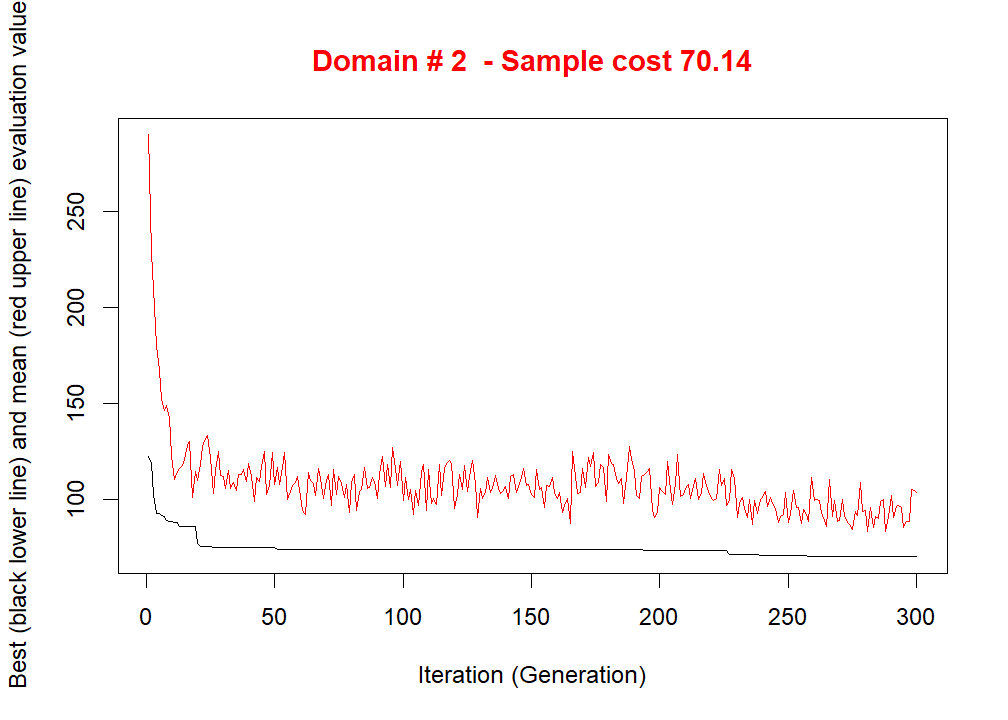 Domain # 2  - Sample cost 70.14
Best (black lower line) and mean (red upper line) evaluation value
250
200
150
100
0 50 100 150 200 250 300
Iteration (Generation)